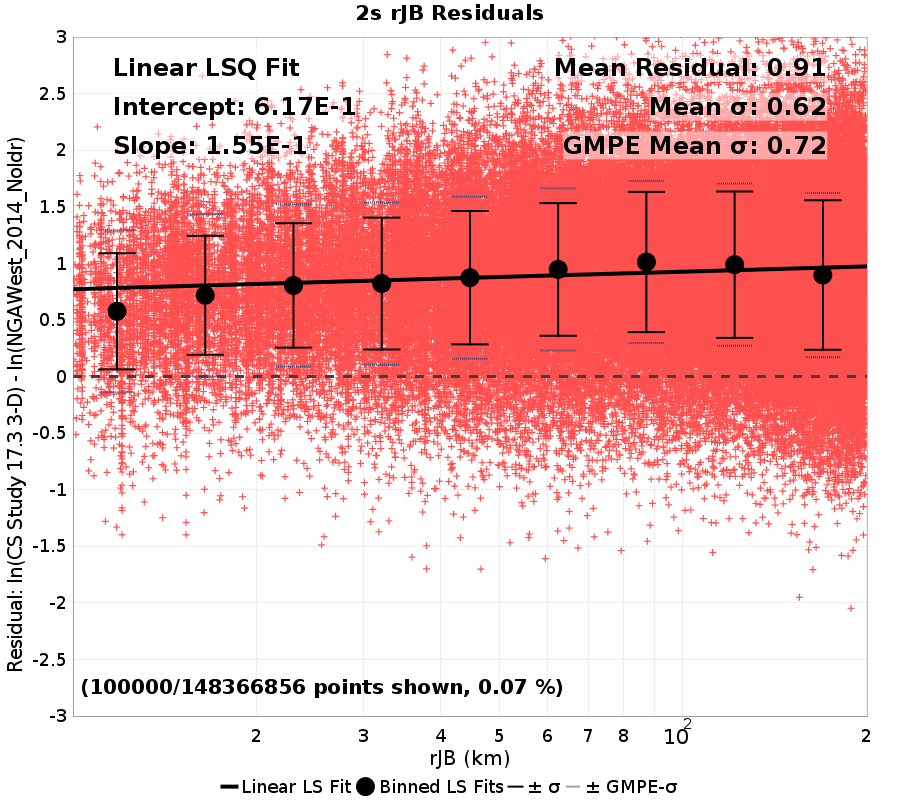 2s rJB Residuals
Linear LSQ Fit
Intercept: 6.17E-1
Slope: 1.55E-1
Mean Residual: 0.91
Mean σ: 0.62
GMPE Mean σ: 0.72
Residual: ln(CS Study 17.3 3-D) - ln(NGAWest_2014_NoIdr)
3
2.5
2
1.5
1
0.5
0
-0.5
-1
-1.5
-2
-2.5
-3
(100000/148366856 points shown, 0.07 %)
2 3 4 5 6 7 8 10² 2
rJB (km)
Linear LS Fit Binned LS Fits ± σ ± GMPE-σ